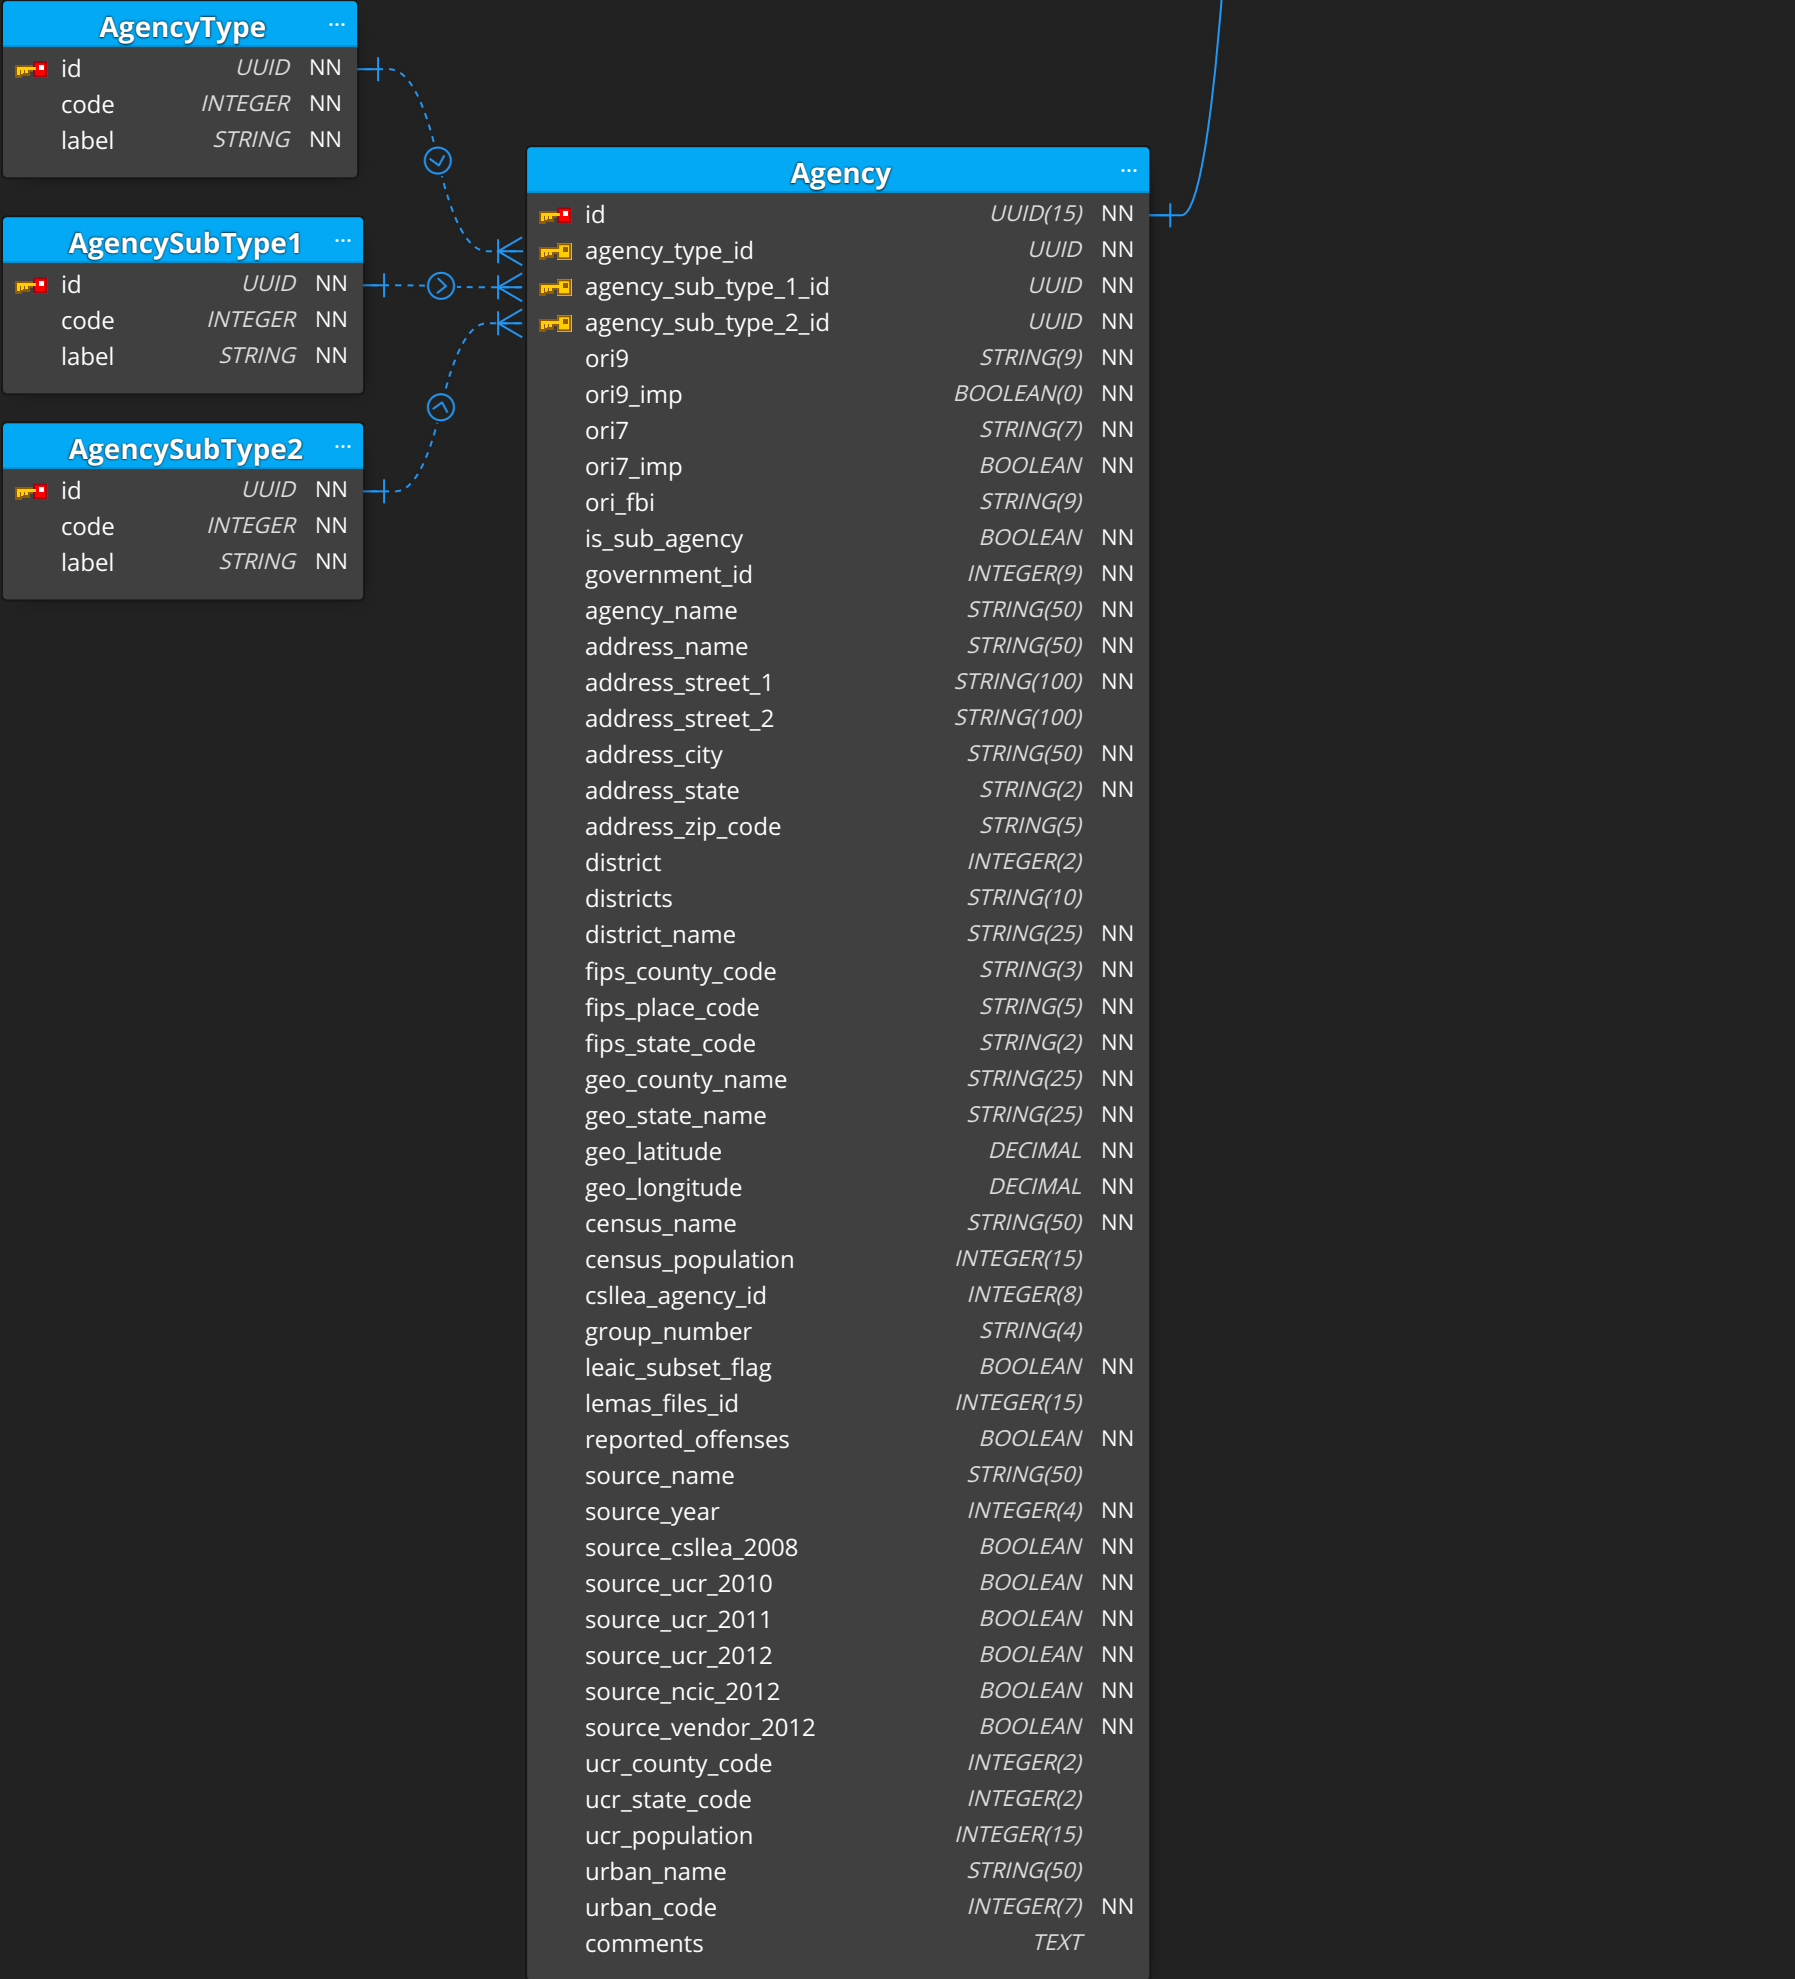 AgencyType ...
id UUID NN
code INTEGER NN
label STRING NN
AgencySubType1 ...
id UUID NN
code INTEGER NN
label STRING NN
AgencySubType2 ...
id UUID NN
code INTEGER NN
label STRING NN
Agency ...
id UUID(15) NN
agency_type_id UUID NN
agency_sub_type_1_id UUID NN
agency_sub_type_2_id UUID NN
ori9 STRING(9) NN
ori9_imp BOOLEAN(0) NN
ori7 STRING(7) NN
ori7_imp BOOLEAN NN
ori_fbi STRING(9)
is_sub_agency BOOLEAN NN
government_id INTEGER(9) NN
agency_name STRING(50) NN
address_name STRING(50) NN
address_street_1 STRING(100) NN
address_street_2 STRING(100)
address_city STRING(50) NN
address_state STRING(2) NN
address_zip_code STRING(5)
district INTEGER(2)
districts STRING(10)
district_name STRING(25) NN
fips_county_code STRING(3) NN
fips_place_code STRING(5) NN
fips_state_code STRING(2) NN
geo_county_name STRING(25) NN
geo_state_name STRING(25) NN
geo_latitude DECIMAL NN
geo_longitude DECIMAL NN
census_name STRING(50) NN
census_population INTEGER(15)
csllea_agency_id INTEGER(8)
group_number STRING(4)
leaic_subset_flag BOOLEAN NN
lemas_files_id INTEGER(15)
reported_offenses BOOLEAN NN
source_name STRING(50)
source_year INTEGER(4) NN
source_csllea_2008 BOOLEAN NN
source_ucr_2010 BOOLEAN NN
source_ucr_2011 BOOLEAN NN
source_ucr_2012 BOOLEAN NN
source_ncic_2012 BOOLEAN NN
source_vendor_2012 BOOLEAN NN
ucr_county_code INTEGER(2)
ucr_state_code INTEGER(2)
ucr_population INTEGER(15)
urban_name STRING(50)
urban_code INTEGER(7) NN
comments TEXT